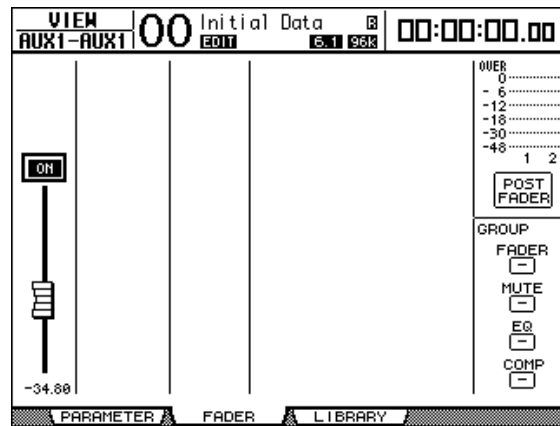 VIEW
AUX1-AUX1
00
Initial Data
R
EDIT
6.1
96k
00:00:00.00
OVER
0
- 6
-12
-18
-30
-48
1 2
ON
POST
FADER
GROUP
FADER
-
MUTE
-
EQ
-
COMP
-
-34.80
PARAMETER
FADER
LIBRARY